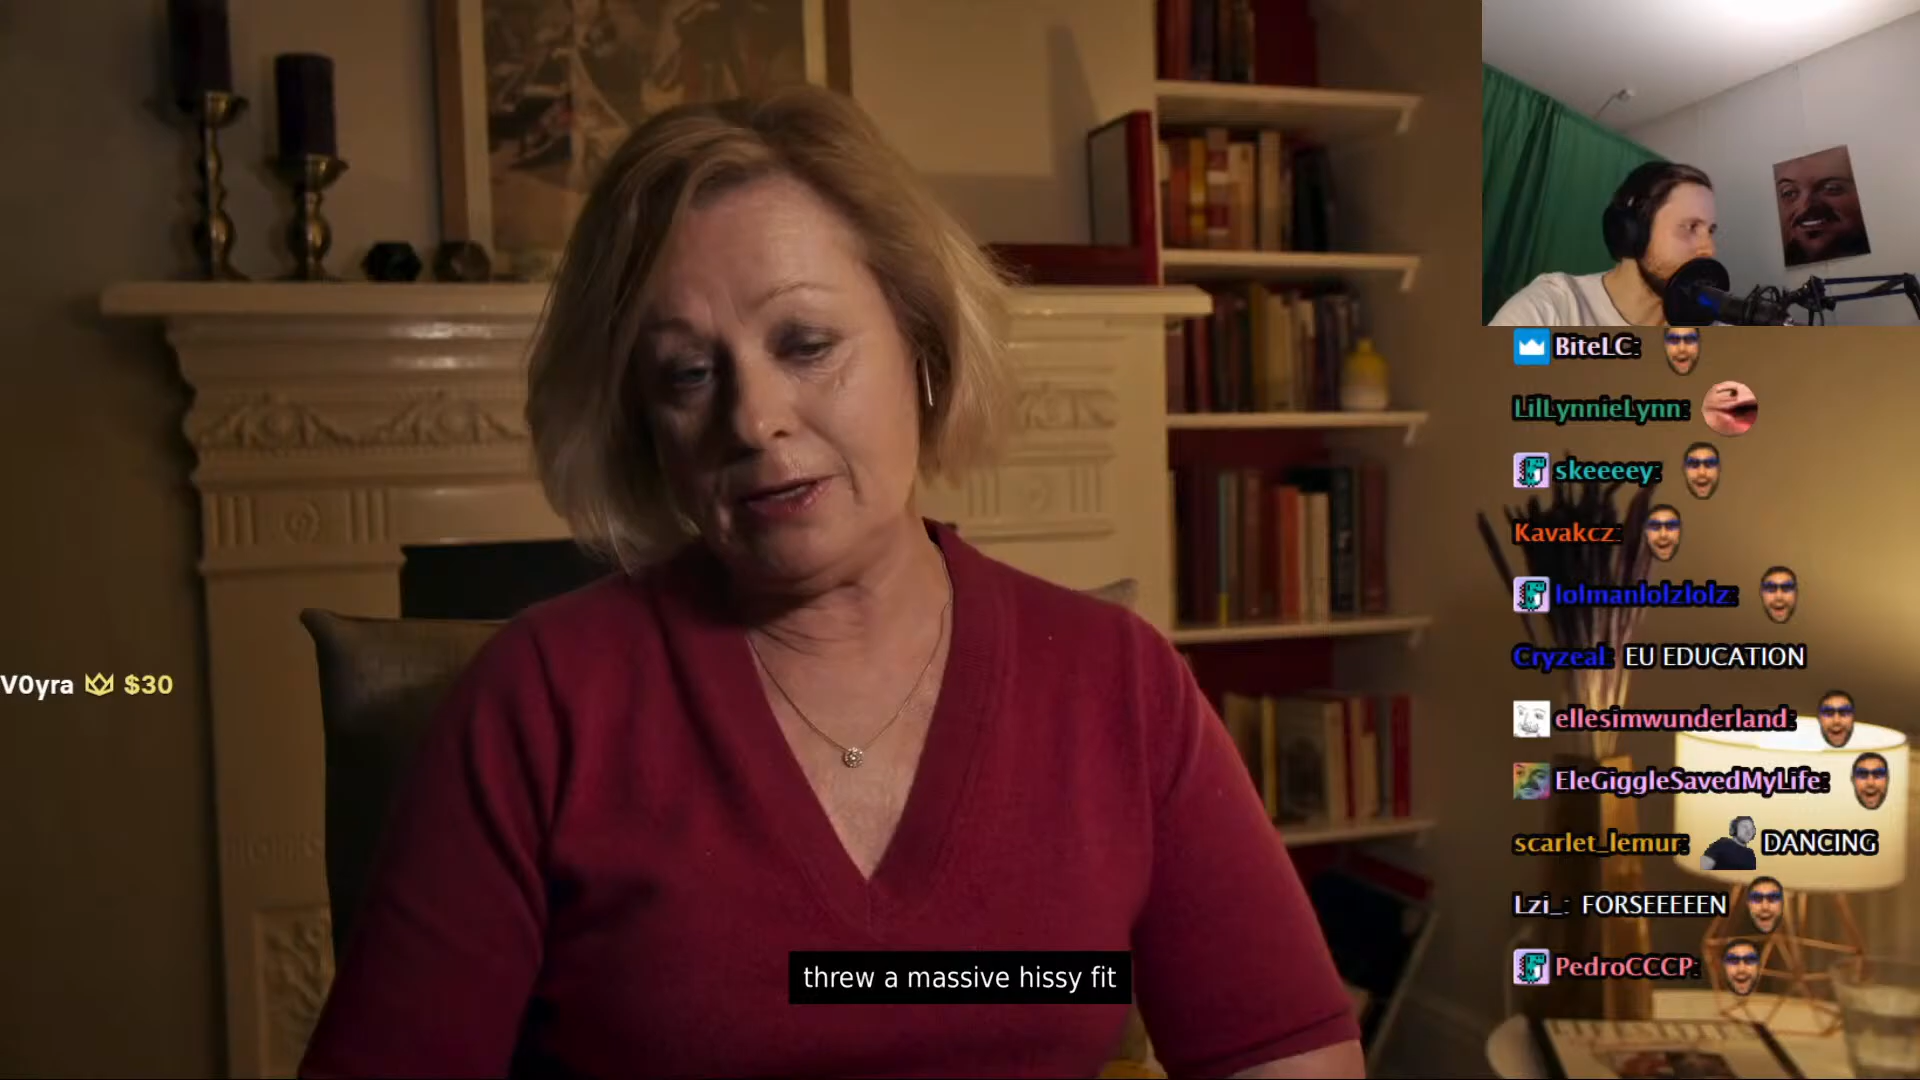 BiteLC:
LilLynnieLynn:
skeeeey:
Kavakcz:
lolmanlolzlolz:
Cryzeal: EU EDUCATION
V0yra $30
ellesimwunderland:
EleGiggleSavedMyLife:
scarlet_lemur: DANCING
Lzi_: FORSEEEEEN
PedroCCCP:
threw a massive hissy fit